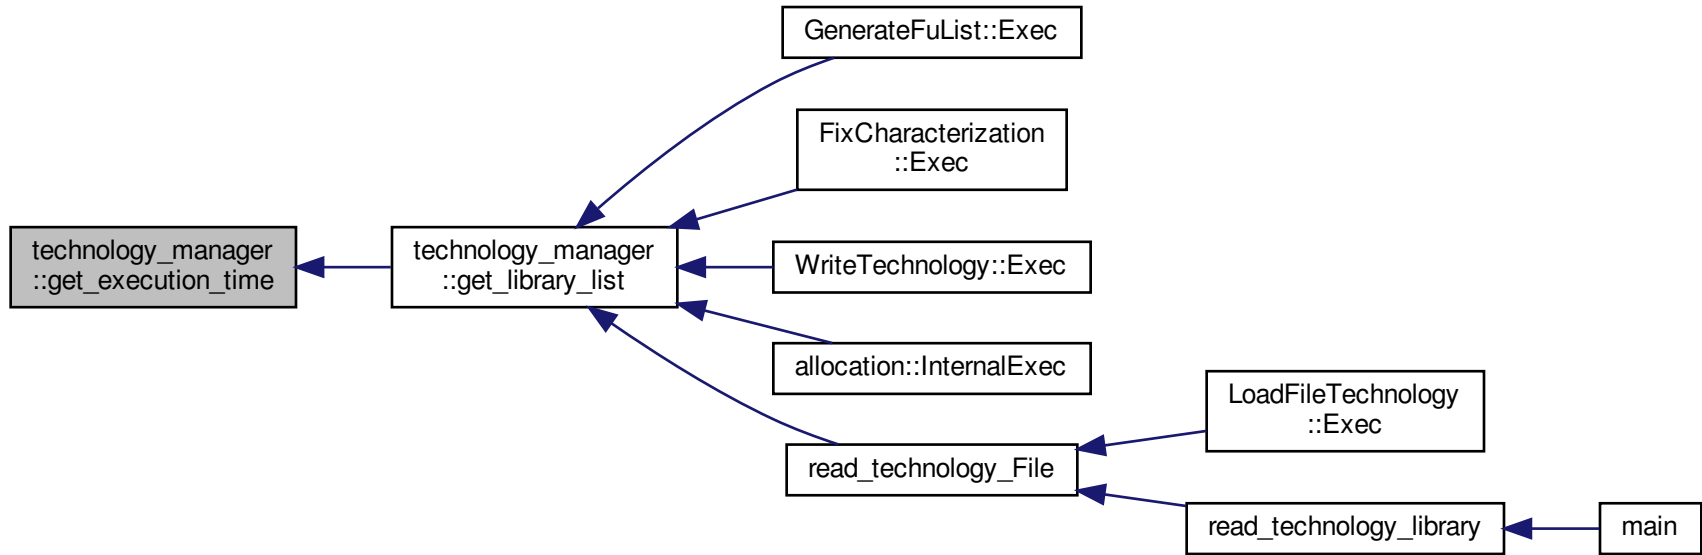 GenerateFuList::Exec
FixCharacterization
::Exec
technology_manager
::get_execution_time
technology_manager
::get_library_list
WriteTechnology::Exec
allocation::InternalExec
LoadFileTechnology
::Exec
read_technology_File
read_technology_library
main